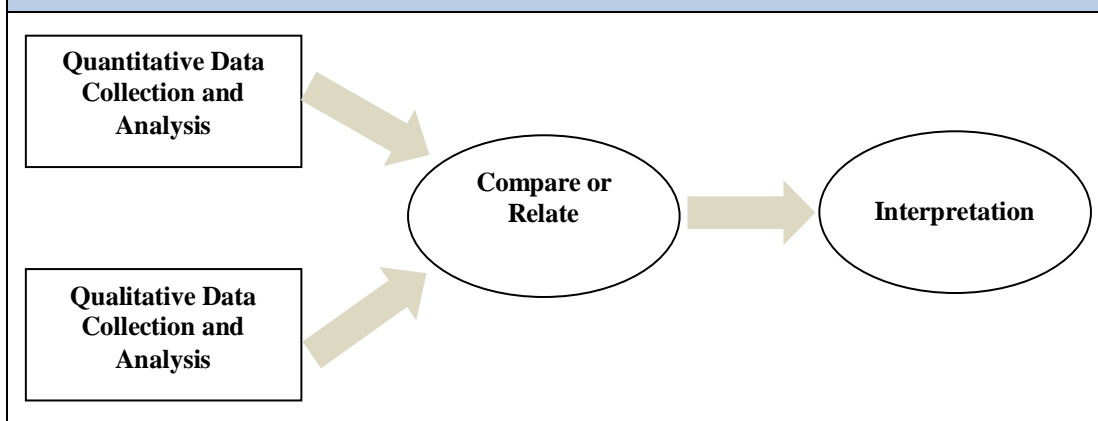 Quantitative Data
Collection and
Analysis
Compare or
Relate
Interpretation
Qualitative Data
Collection and
Analysis